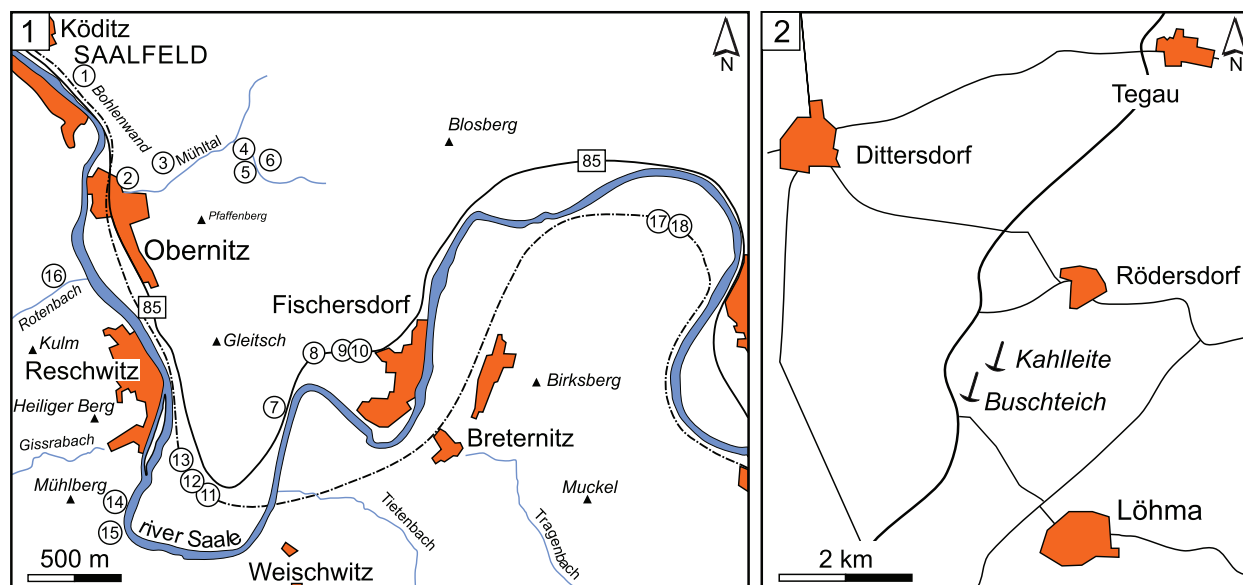 1
Köditz
SAALFELD
N
1
Bohlenwand
3
Mühltal
4
6
5
2
Blosberg
85
Pfaffenberg
17
18
Obernitz
16
Rotenbach
85
Fischersdorf
Kulm
Gleitsch
8
9
10
Reschwitz
Birksberg
Heiliger Berg
7
Gissrabach
Breternitz
13
12
11
Mühlberg
14
Muckel
15
river Saale
Tietenbach
Tragenbach
500 m
Weischwitz
2
N
Tegau
Dittersdorf
Rödersdorf
Kahlleite
Buschteich
Löhma
2 km